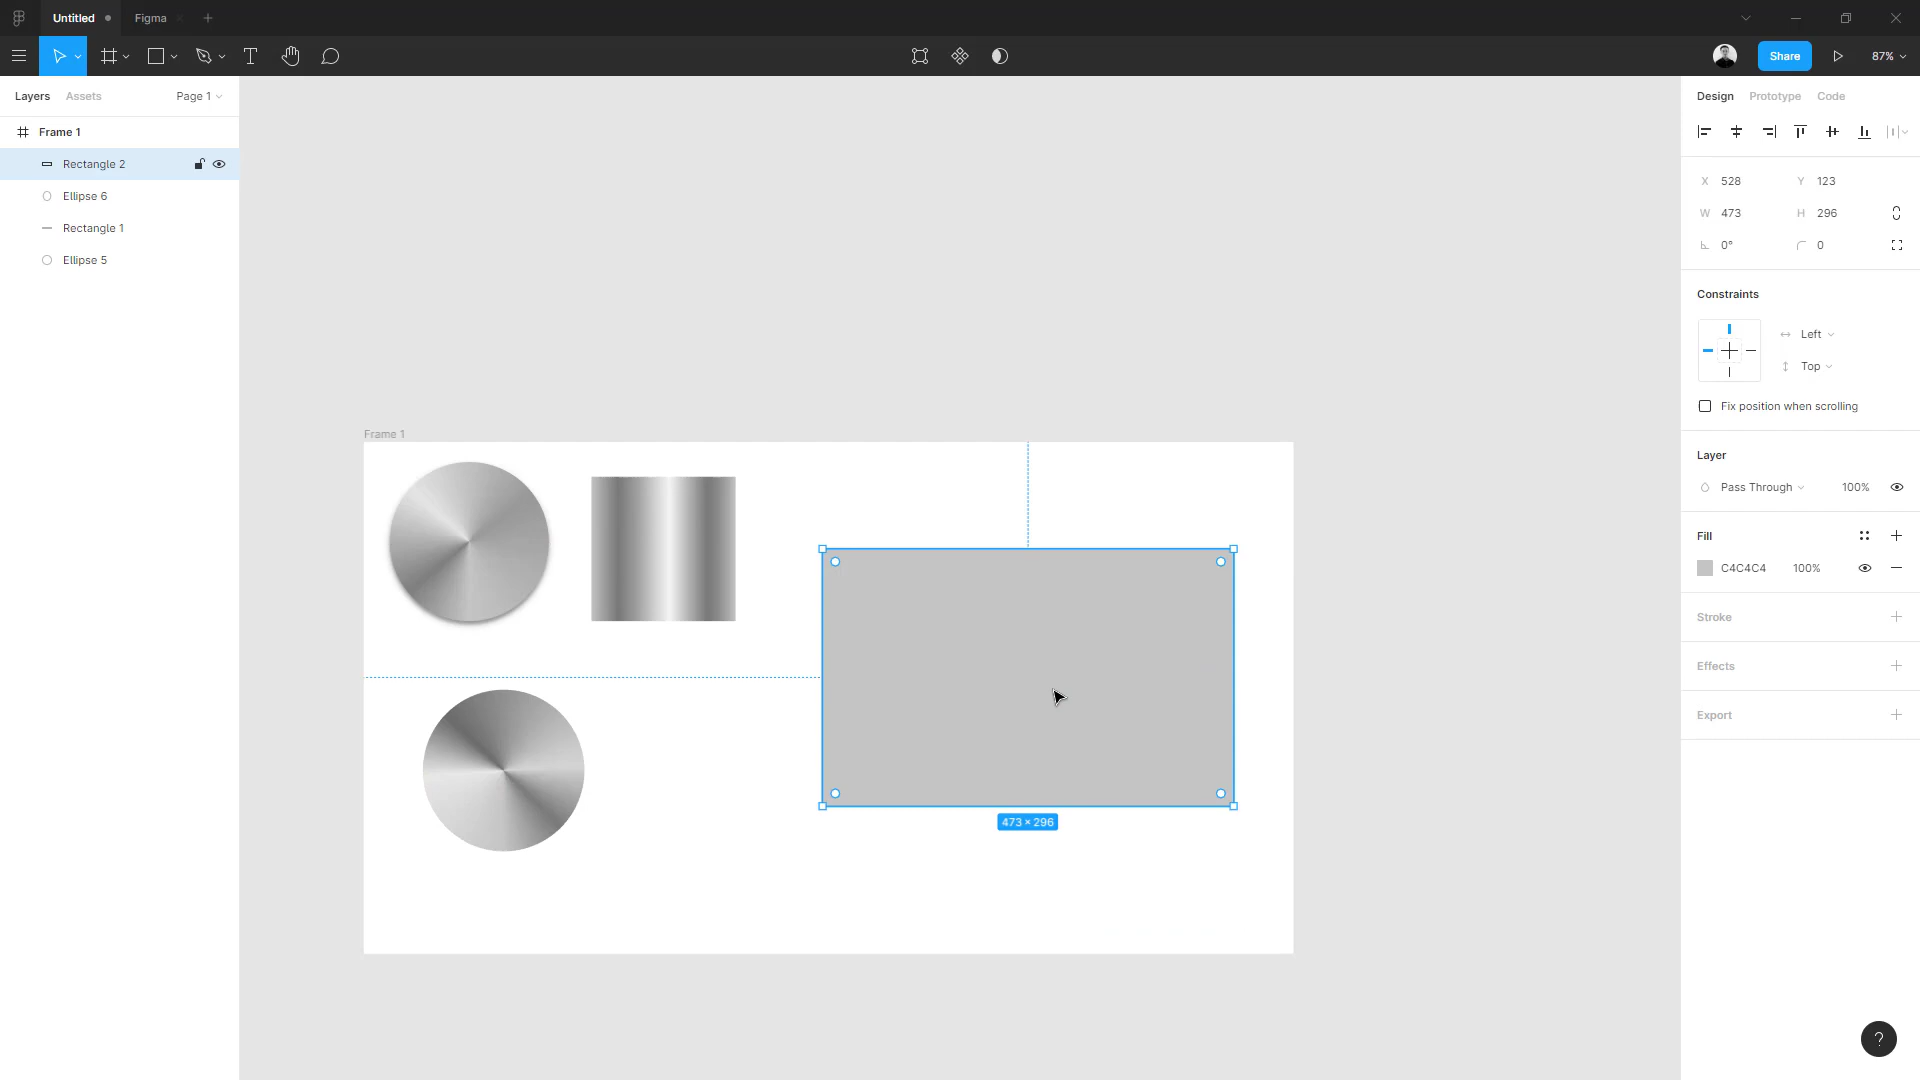 Untitled
Figma
Share
87%
Layers
Assets
Page 1
Design
Prototype
Code
Frame 1
Rectangle 2
Ellipse 6
Rectangle 1
Ellipse 5
X 528
Y 123
W 473
H 296
0°
0
Constraints
Left
Top
Fix position when scrolling
Layer
Pass Through
100%
Fill
C4C4C4
100%
Stroke
Effects
Export
Frame 1
473 × 296
?